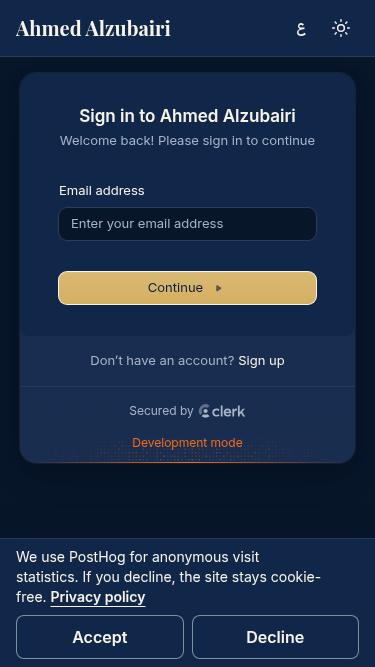 Ahmed Alzubairi
ع
Sign in to Ahmed Alzubairi
Welcome back! Please sign in to continue
Email address
Enter your email address
Continue
Don’t have an account? Sign up
Secured by clerk
Development mode
We use PostHog for anonymous visit
statistics. If you decline, the site stays cookie-
free. Privacy policy
Accept
Decline